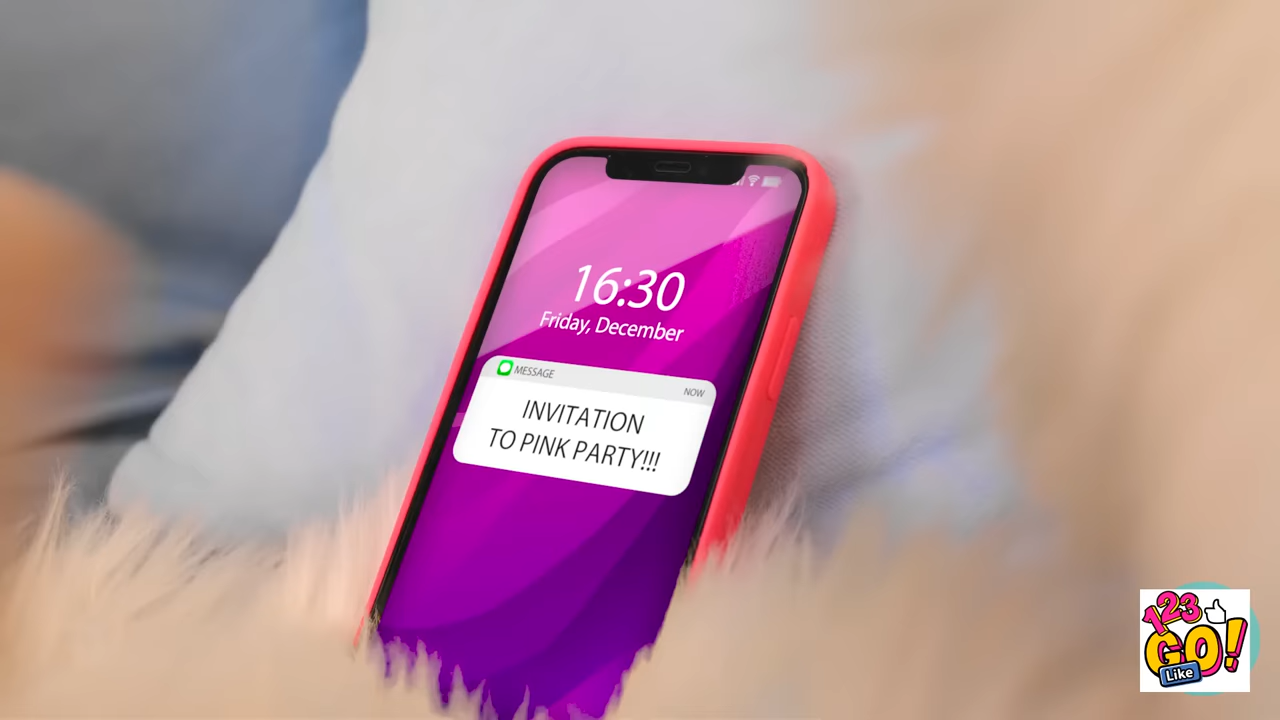 16:30
Friday, December
MESSAGE
NOW
INVITATION
TO PINK PARTY!!!
123
GO!
Like